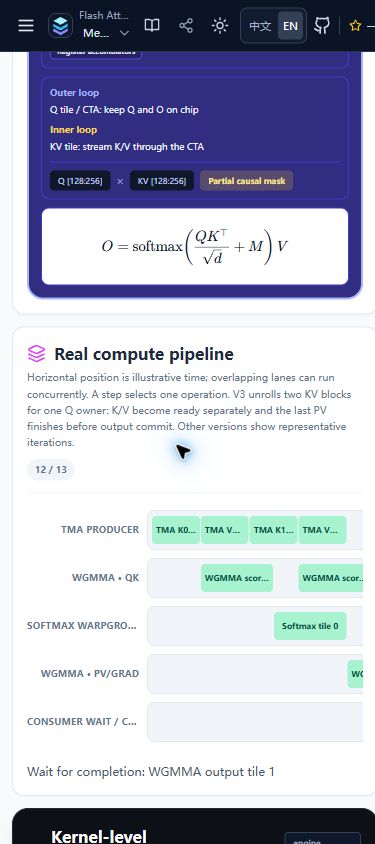 Flash Att...
Me...
中文
EN
Register accumulators
Outer loop
Q tile / CTA: keep Q and O on chip
Inner loop
KV tile: stream K/V through the CTA
Q [128:256] × KV [128:256] Partial causal mask
O = softmax(QK⊤/√d + M) V
Real compute pipeline
Horizontal position is illustrative time; overlapping lanes can run
concurrently. A step selects one operation. V3 unrolls two KV blocks
for one Q owner: K/V become ready separately and the last PV
finishes before output commit. Other versions show representative
iterations.
12 / 13
TMA PRODUCER TMA K0... TMA V... TMA K1... TMA V...
WGMMA • QK WGMMA scor... WGMMA scor...
SOFTMAX WARPGRO... Softmax tile 0
WGMMA • PV/GRAD WG
CONSUMER WAIT / C...
Wait for completion: WGMMA output tile 1
Kernel-level
engine